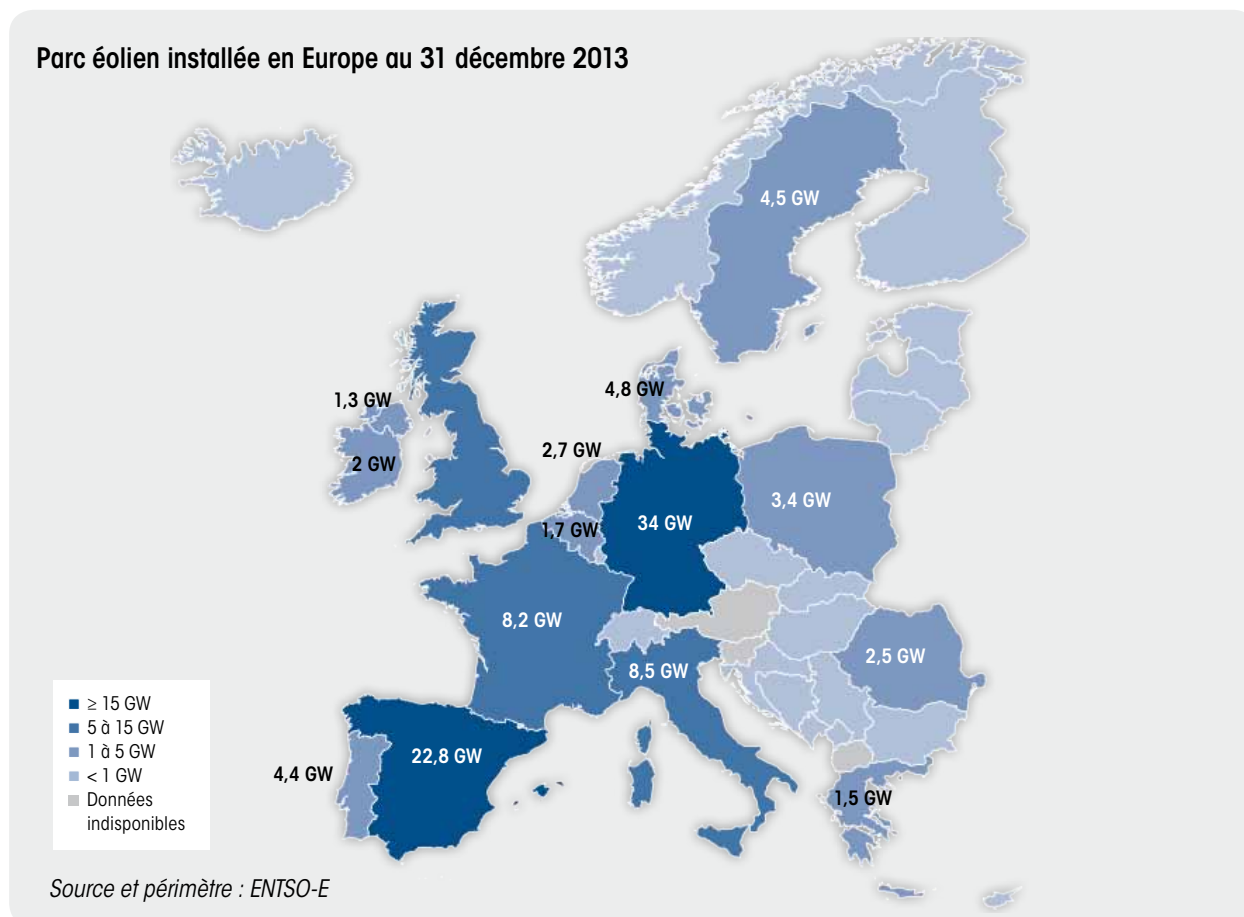 Parc éolien installée en Europe au 31 décembre 2013
4,5 GW
1,3 GW
4,8 GW
2 GW
2,7 GW
1,7 GW
34 GW
3,4 GW
8,2 GW
8,5 GW
2,5 GW
22,8 GW
4,4 GW
1,5 GW
≥ 15 GW
5 à 15 GW
1 à 5 GW
< 1 GW
Données
indisponibles
Source et périmètre : ENTSO-E